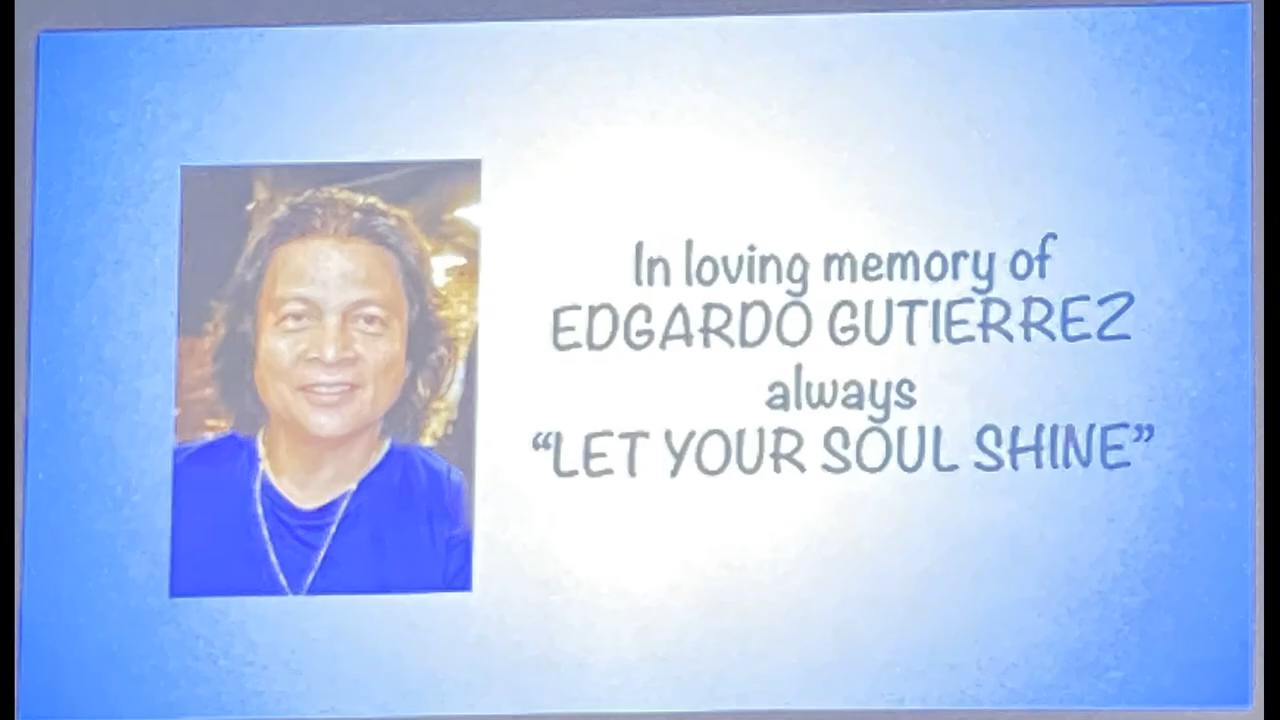 In loving memory of
EDGARDO GUTIERREZ
always
“LET YOUR SOUL SHINE”